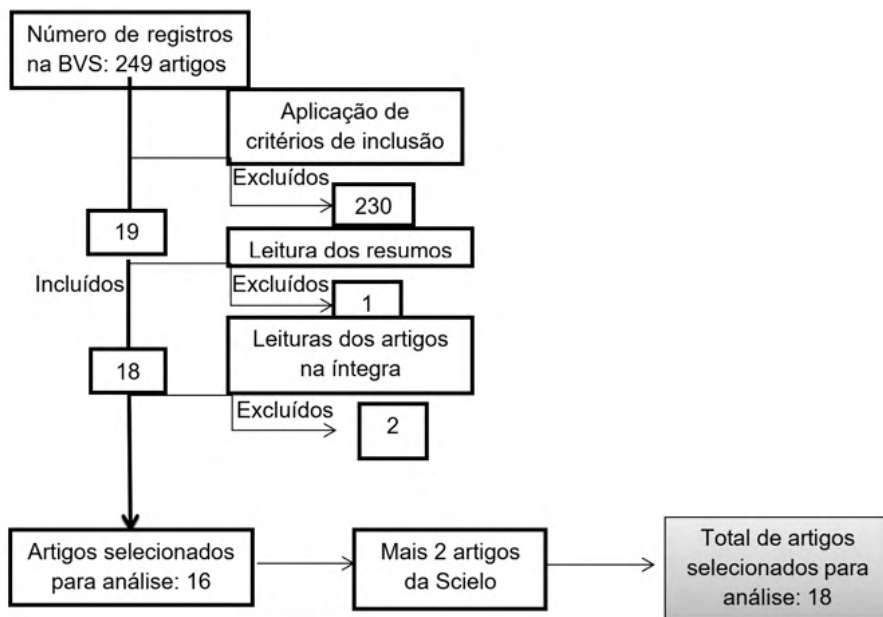 Número de registros
na BVS: 249 artigos
Aplicação de
critérios de inclusão
Excluídos
230
19
Leitura dos resumos
Incluídos
Excluídos
1
Leituras dos artigos
na íntegra
18
Excluídos
2
Artigos selecionados
para análise: 16
Mais 2 artigos
da Scielo
Total de artigos
selecionados para
análise: 18